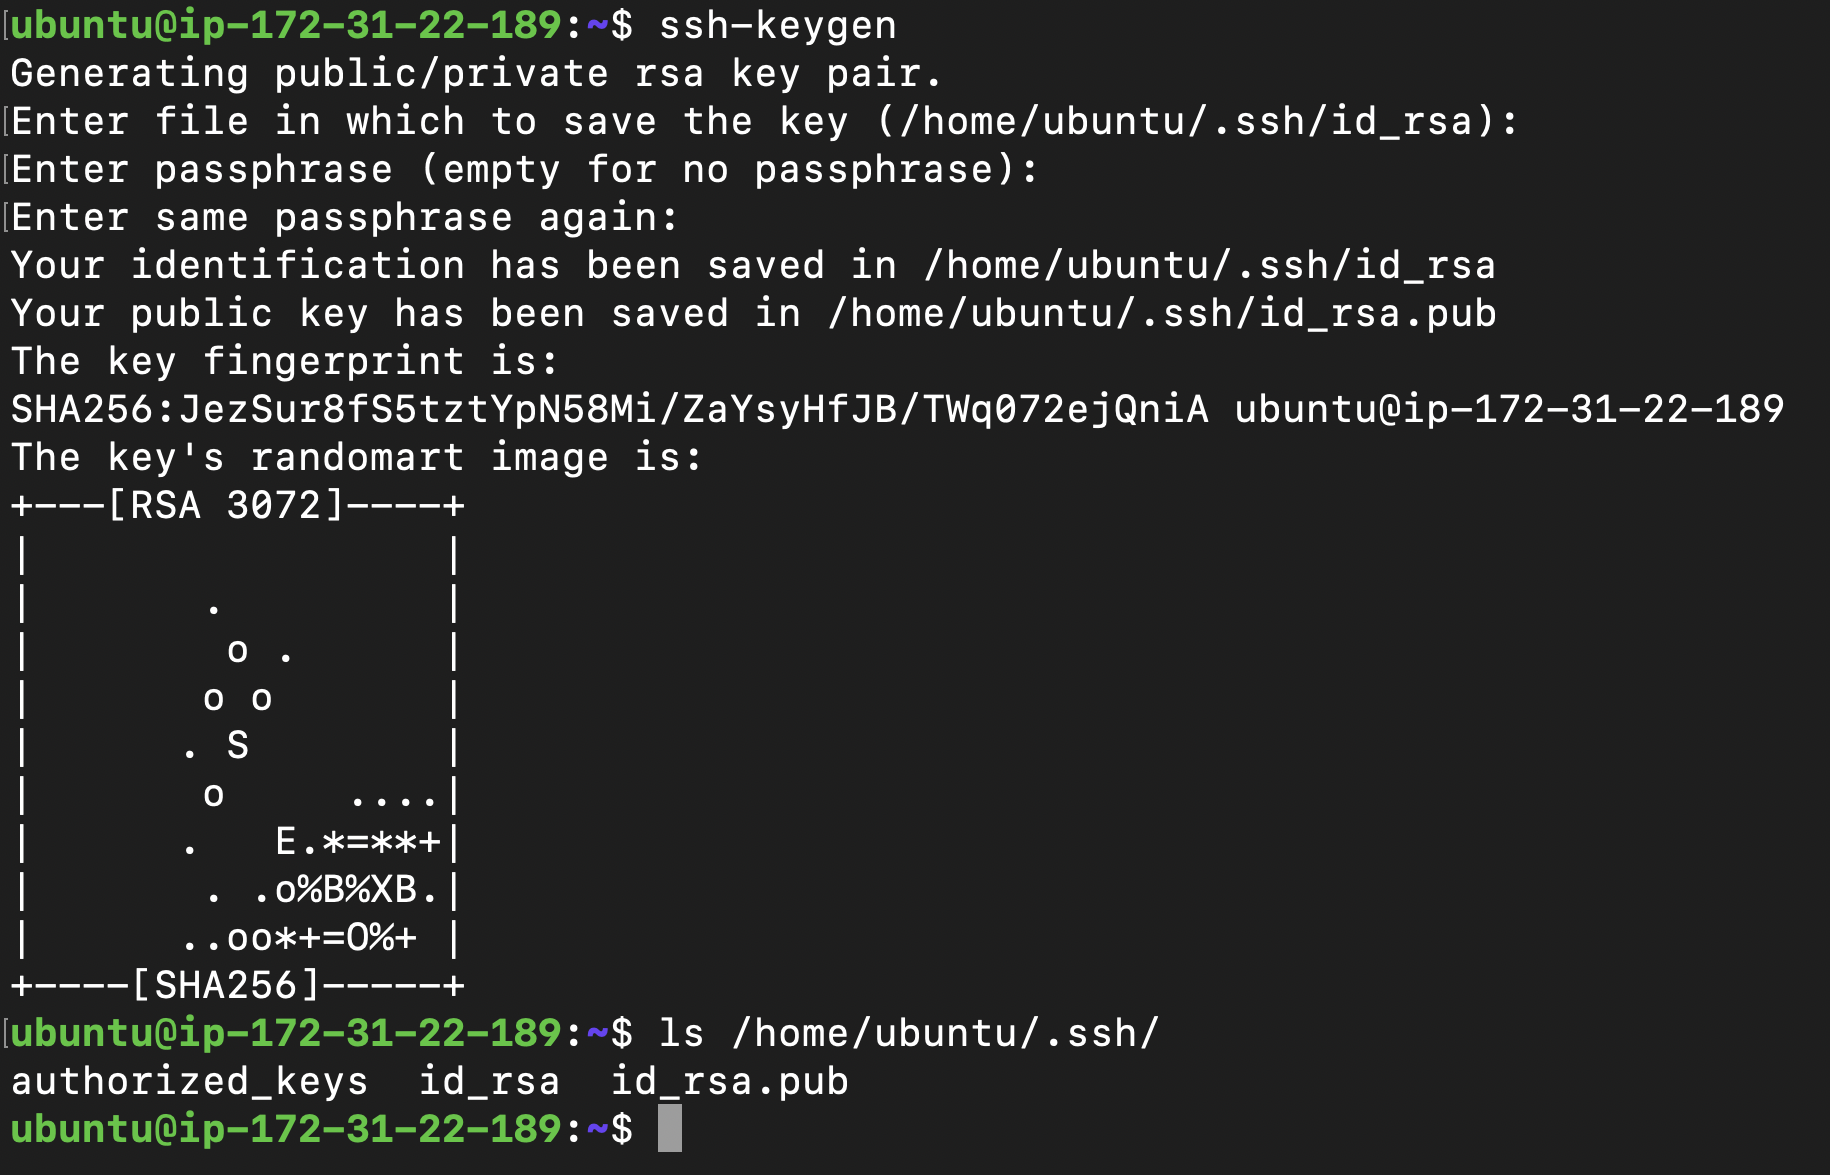 ubuntu@ip-172-31-22-189:~$ ssh-keygen
Generating public/private rsa key pair.
Enter file in which to save the key (/home/ubuntu/.ssh/id_rsa):
Enter passphrase (empty for no passphrase):
Enter same passphrase again:
Your identification has been saved in /home/ubuntu/.ssh/id_rsa
Your public key has been saved in /home/ubuntu/.ssh/id_rsa.pub
The key fingerprint is:
SHA256:JezSur8fS5tztYpN58Mi/ZaYsyHfJB/TWq072ejQniA ubuntu@ip-172-31-22-189
The key's randomart image is:
+---[RSA 3072]----+
|                 |
|       .         |
|        o .      |
|       o o       |
|      . S        |
|       o     ....|
|      .   E.*=**+|
|       . .o%B%XB.|
|      ..oo*+=O%+ |
+----[SHA256]-----+
ubuntu@ip-172-31-22-189:~$ ls /home/ubuntu/.ssh/
authorized_keys  id_rsa  id_rsa.pub
ubuntu@ip-172-31-22-189:~$